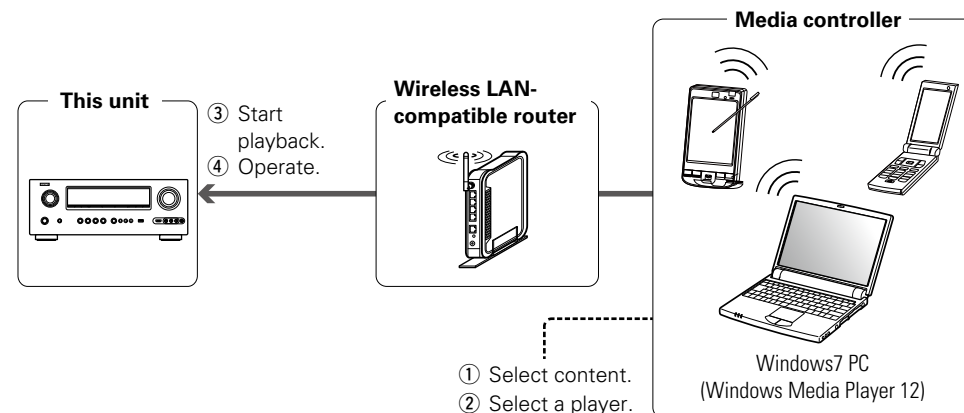 Media controller
This unit
③ Start
playback.
④ Operate.
Wireless LAN-
compatible router
① Select content.
② Select a player.
Windows7 PC
(Windows Media Player 12)